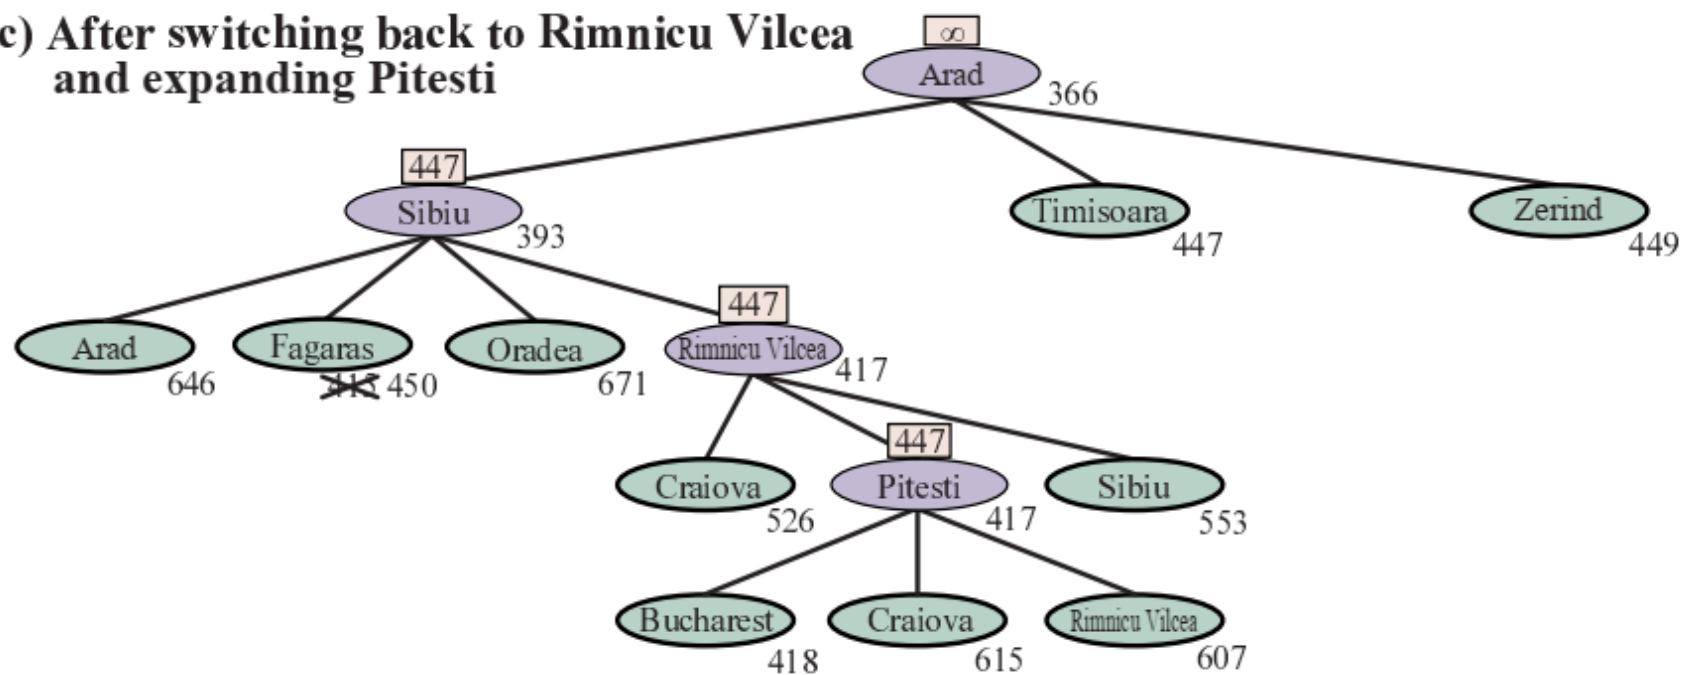 c) After switching back to Rimnicu Vilcea
and expanding Pitesti
∞
Arad
366
447
Sibiu
393
Timisoara
447
Zerind
449
447
Arad
646
Fagaras
415 450
Oradea
671
Rimnicu Vilcea
417
447
Craiova
526
Pitesti
417
Sibiu
553
Bucharest
418
Craiova
615
Rimnicu Vilcea
607